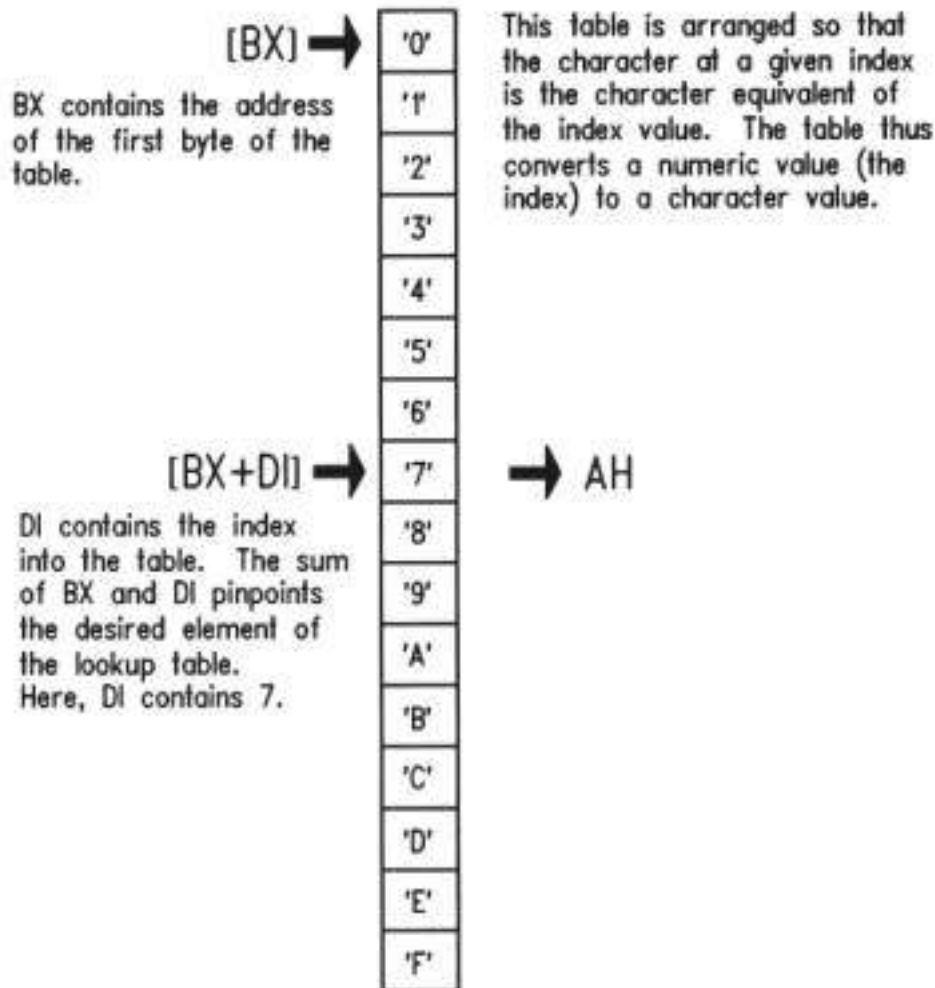 [BX]
BX contains the address
of the first byte of the
table.
This table is arranged so that
the character at a given index
is the character equivalent of
the index value. The table thus
converts a numeric value (the
index) to a character value.
'0'
'1'
'2'
'3'
'4'
'5'
'6'
[BX+DI]
'7'
AH
DI contains the index
into the table. The sum
of BX and DI pinpoints
the desired element of
the lookup table.
Here, DI contains 7.
'8'
'9'
'A'
'B'
'C'
'D'
'E'
'F'